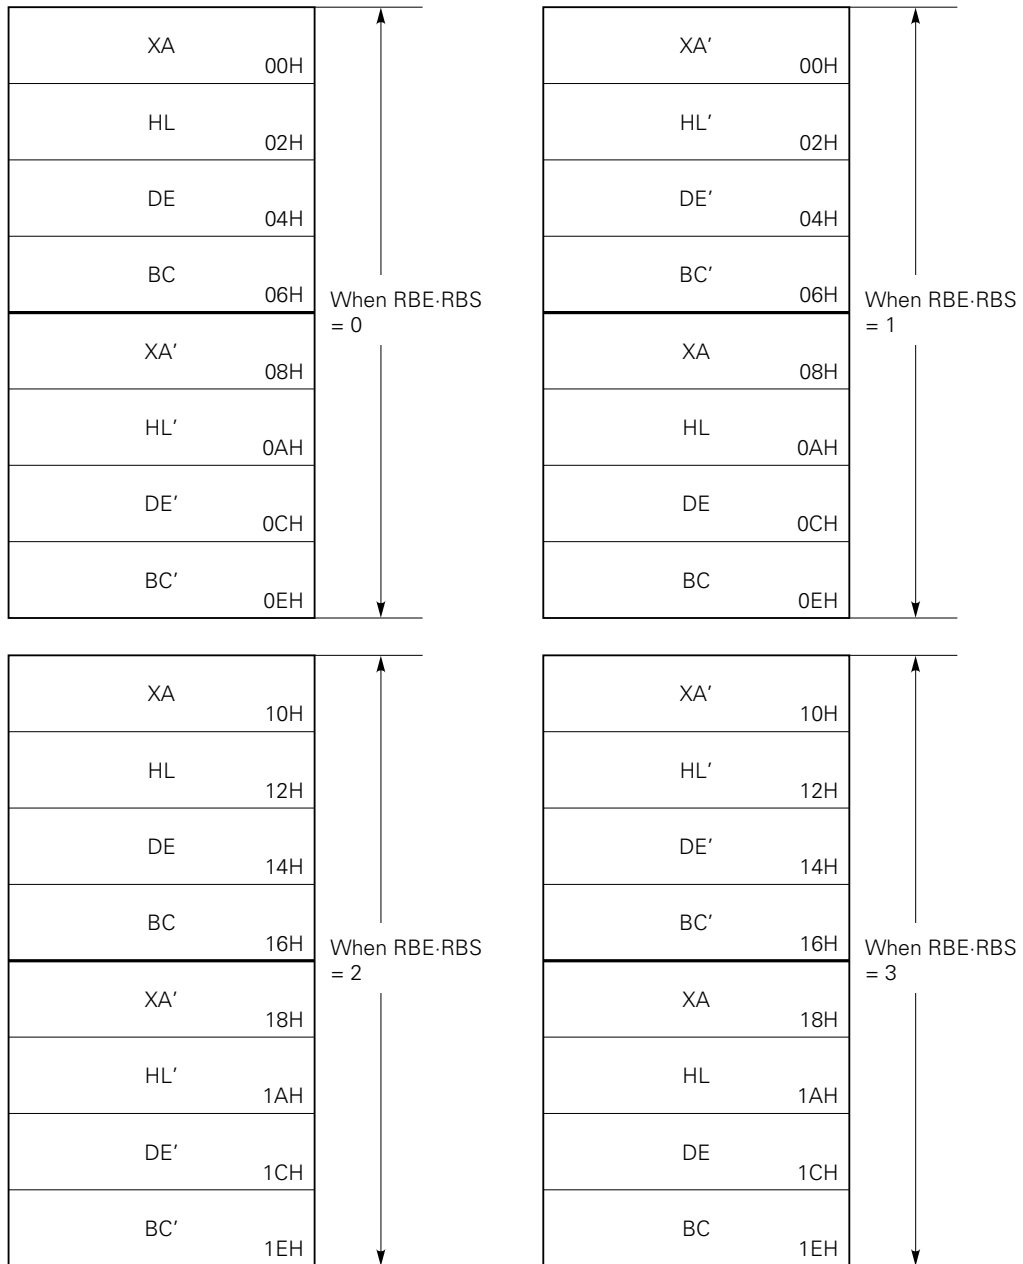 XA
00H
HL
02H
DE
04H
BC
06H
XA′
08H
HL′
0AH
DE′
0CH
BC′
0EH
When RBE·RBS
= 0
XA′
00H
HL′
02H
DE′
04H
BC′
06H
XA
08H
HL
0AH
DE
0CH
BC
0EH
When RBE·RBS
= 1
XA
10H
HL
12H
DE
14H
BC
16H
XA′
18H
HL′
1AH
DE′
1CH
BC′
1EH
When RBE·RBS
= 2
XA′
10H
HL′
12H
DE′
14H
BC′
16H
XA
18H
HL
1AH
DE
1CH
BC
1EH
When RBE·RBS
= 3